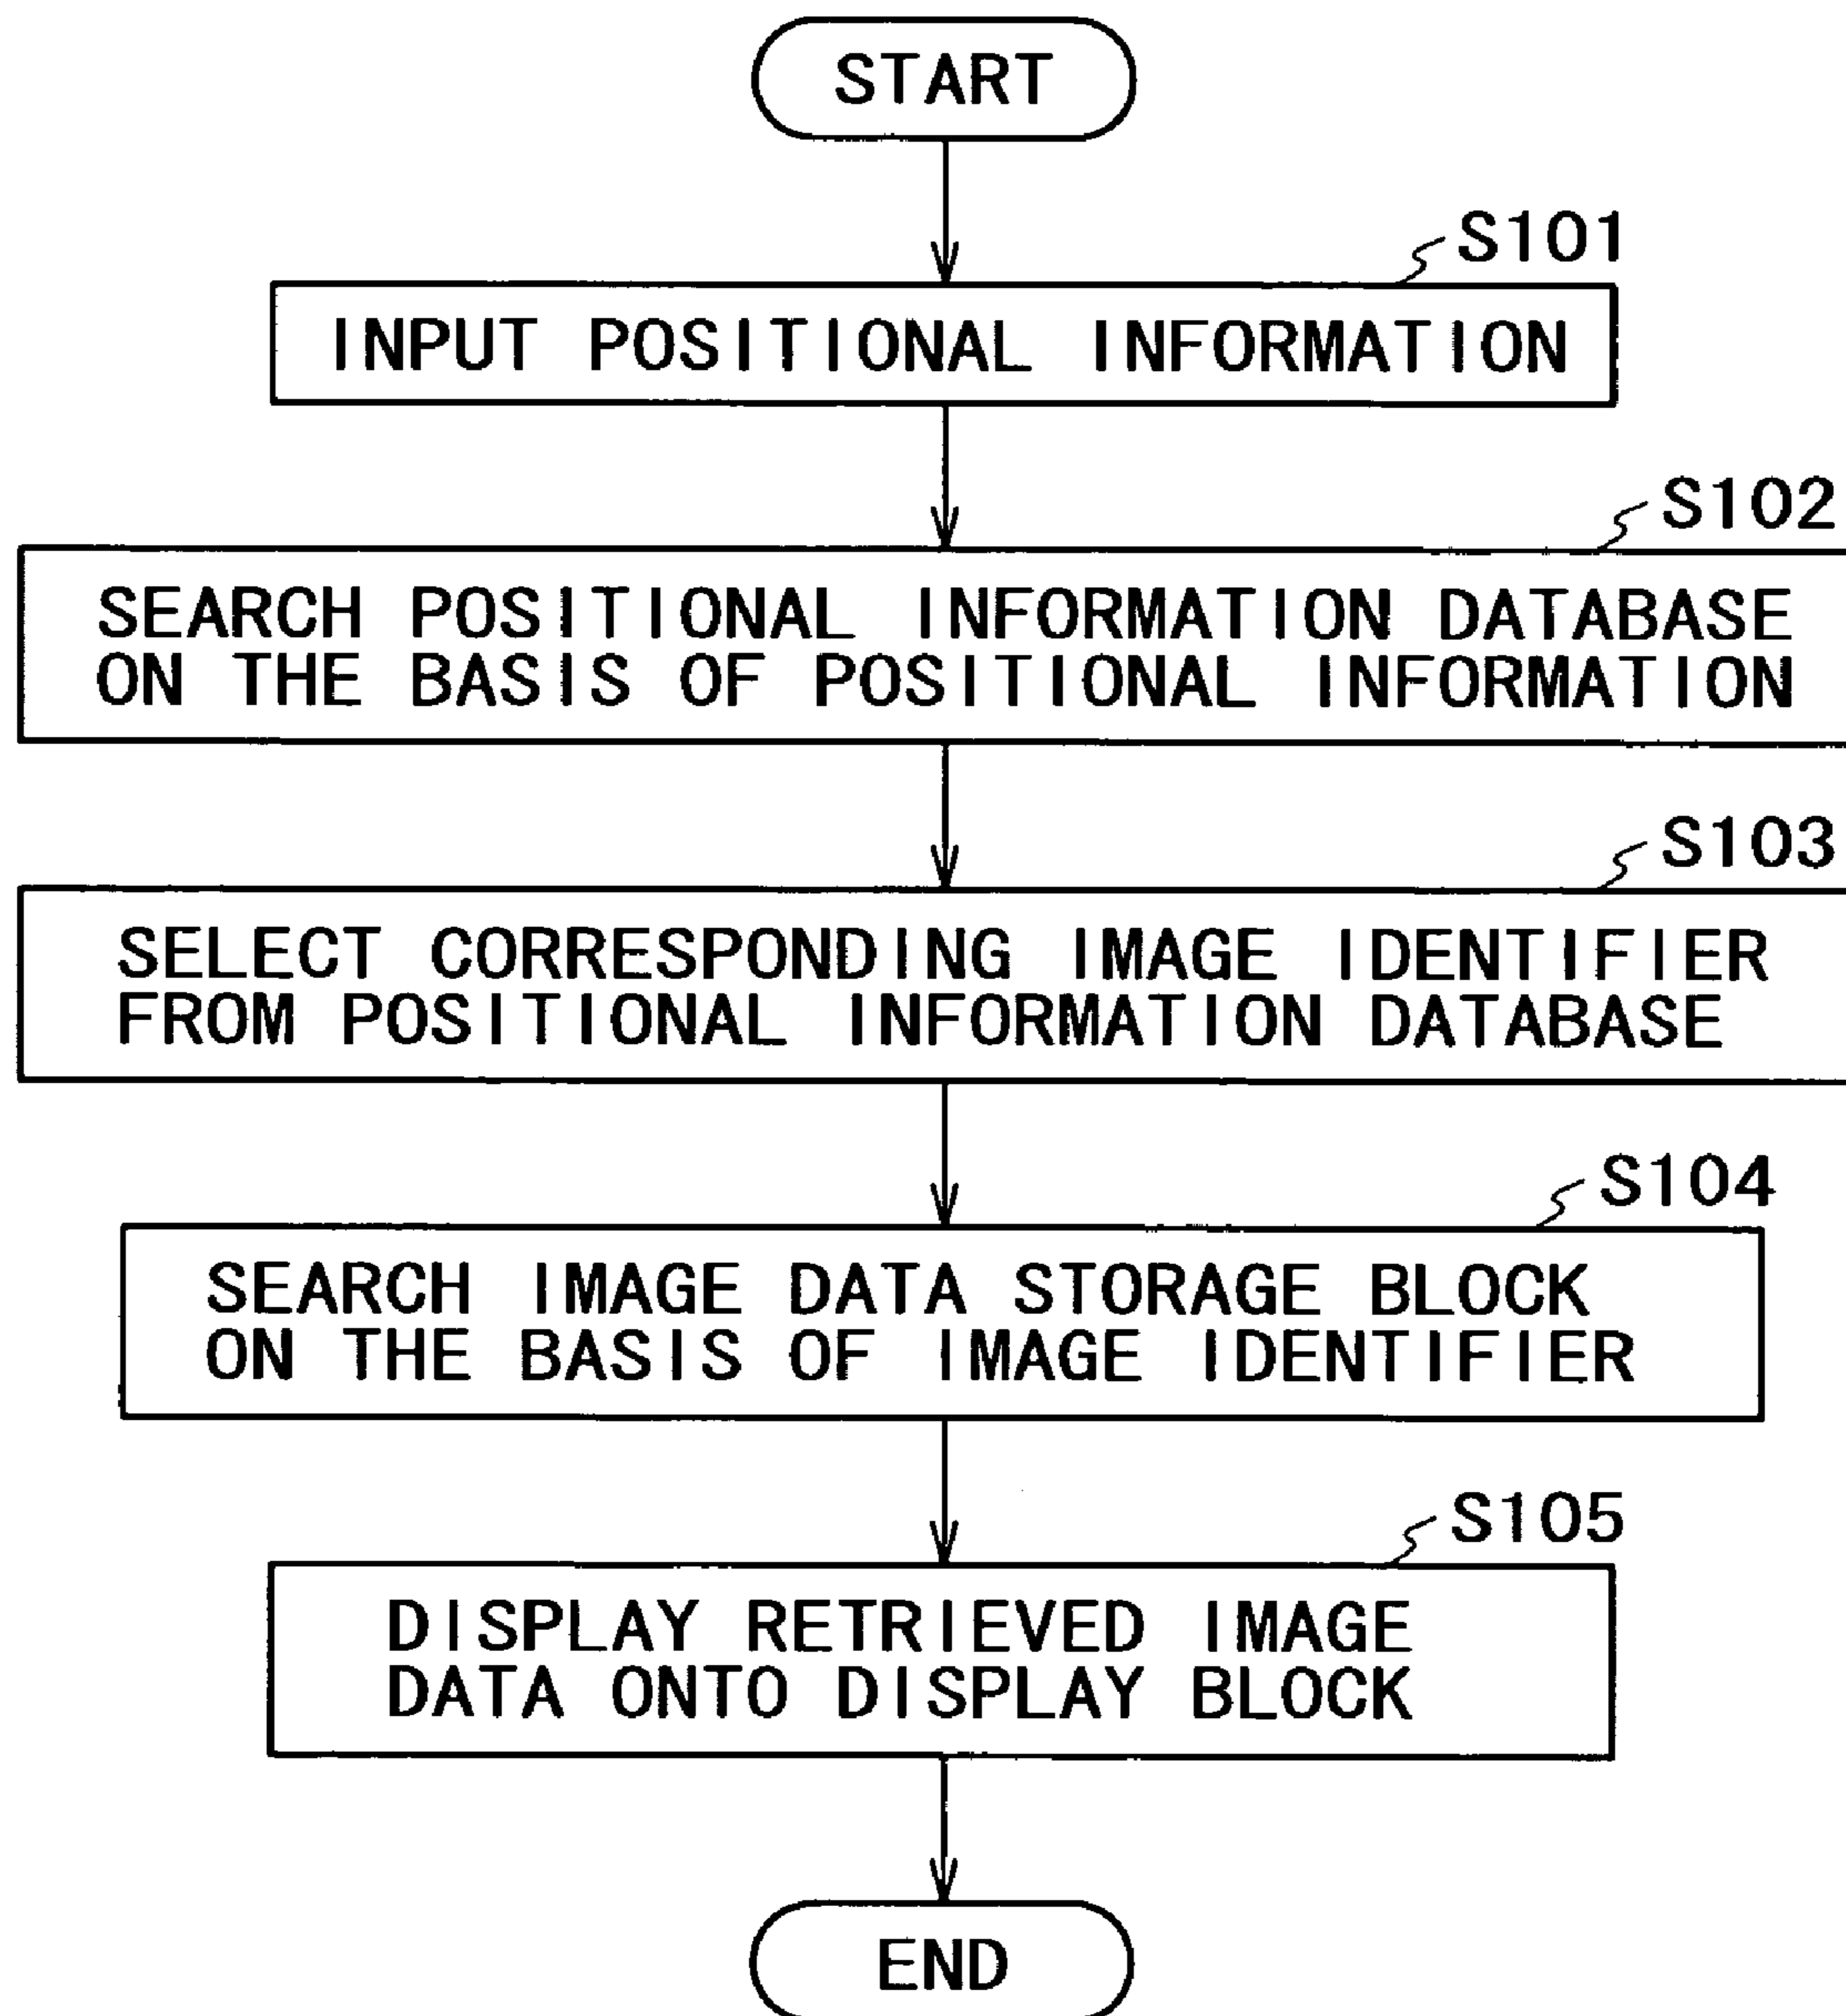 START
S101
INPUT POSITIONAL INFORMATION
S102
SEARCH POSITIONAL INFORMATION DATABASE
ON THE BASIS OF POSITIONAL INFORMATION
S103
SELECT CORRESPONDING IMAGE IDENTIFIER
FROM POSITIONAL INFORMATION DATABASE
S104
SEARCH IMAGE DATA STORAGE BLOCK
ON THE BASIS OF IMAGE IDENTIFIER
S105
DISPLAY RETRIEVED IMAGE
DATA ONTO DISPLAY BLOCK
END